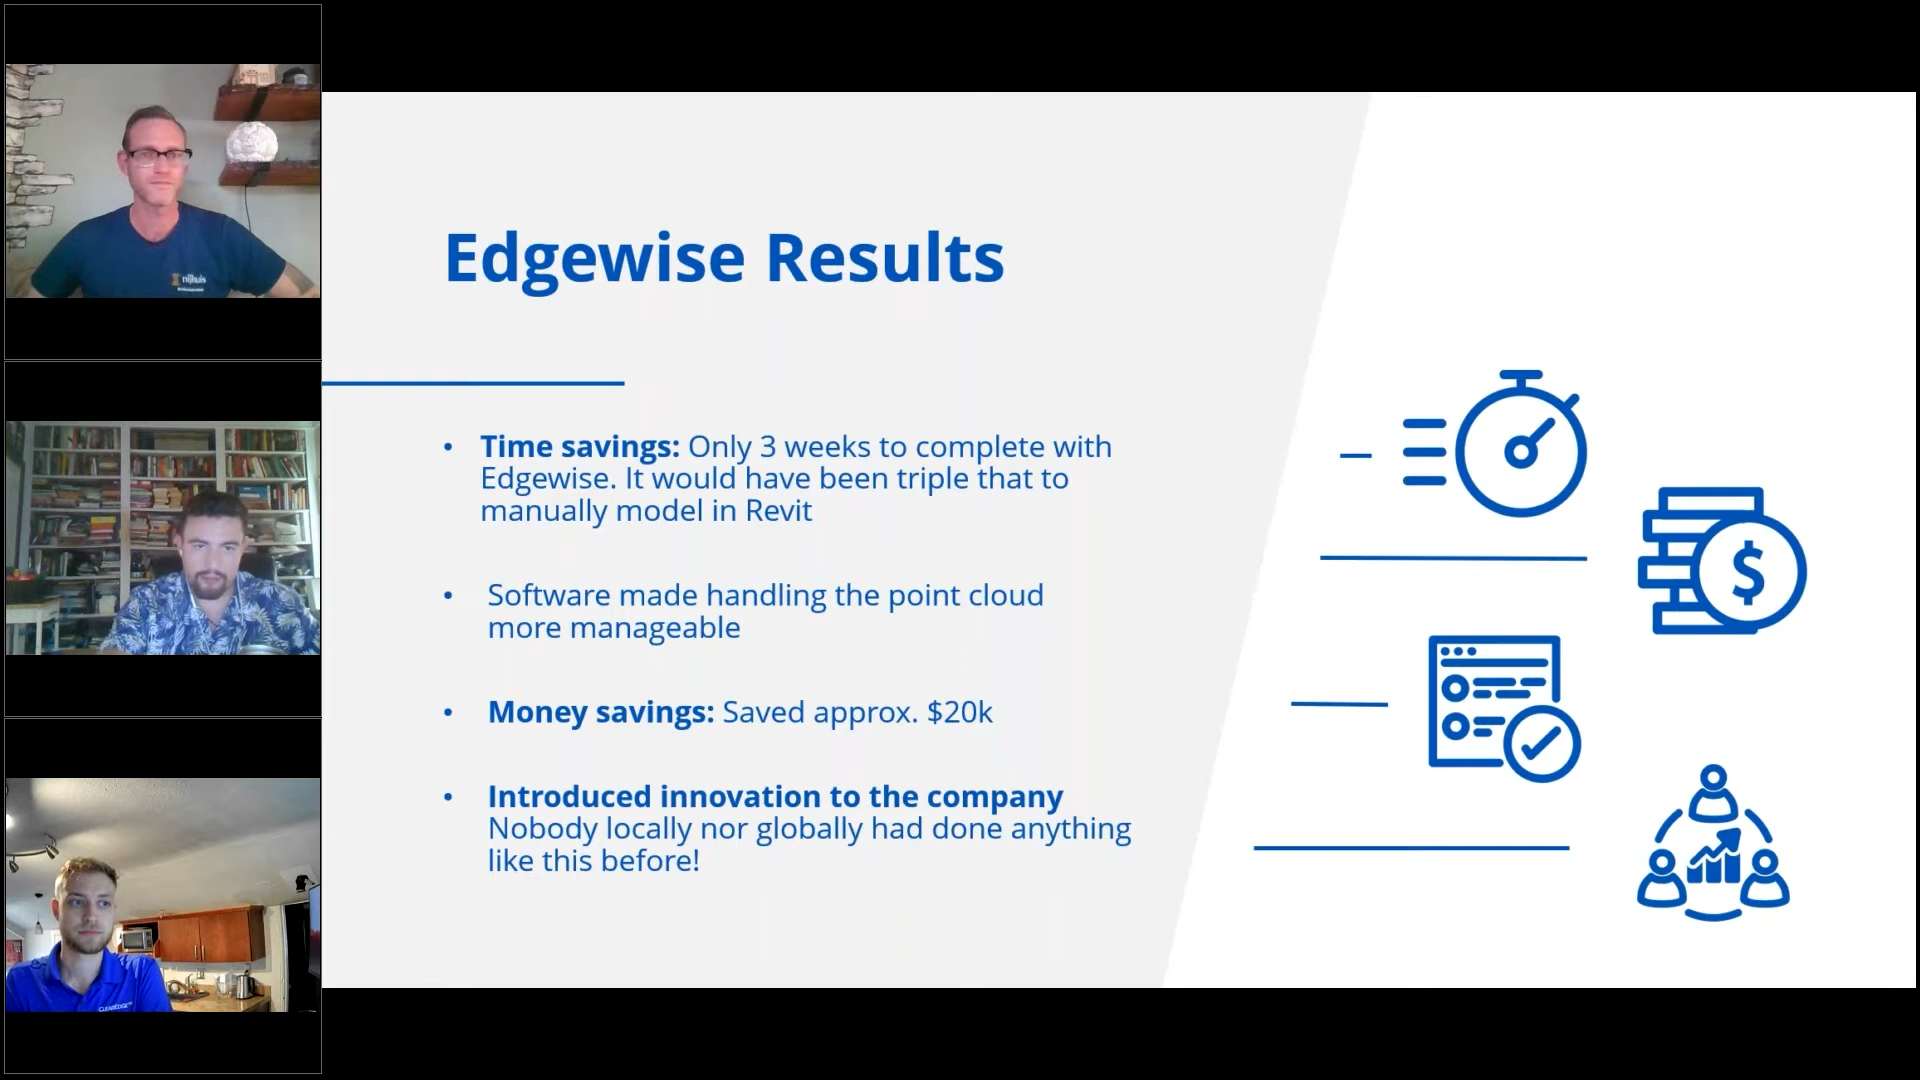 nijhuis
CLEAREDGE
Edgewise Results
• Time savings: Only 3 weeks to complete with
Edgewise. It would have been triple that to
manually model in Revit
• Software made handling the point cloud
more manageable
• Money savings: Saved approx. $20k
• Introduced innovation to the company
Nobody locally nor globally had done anything
like this before!
$